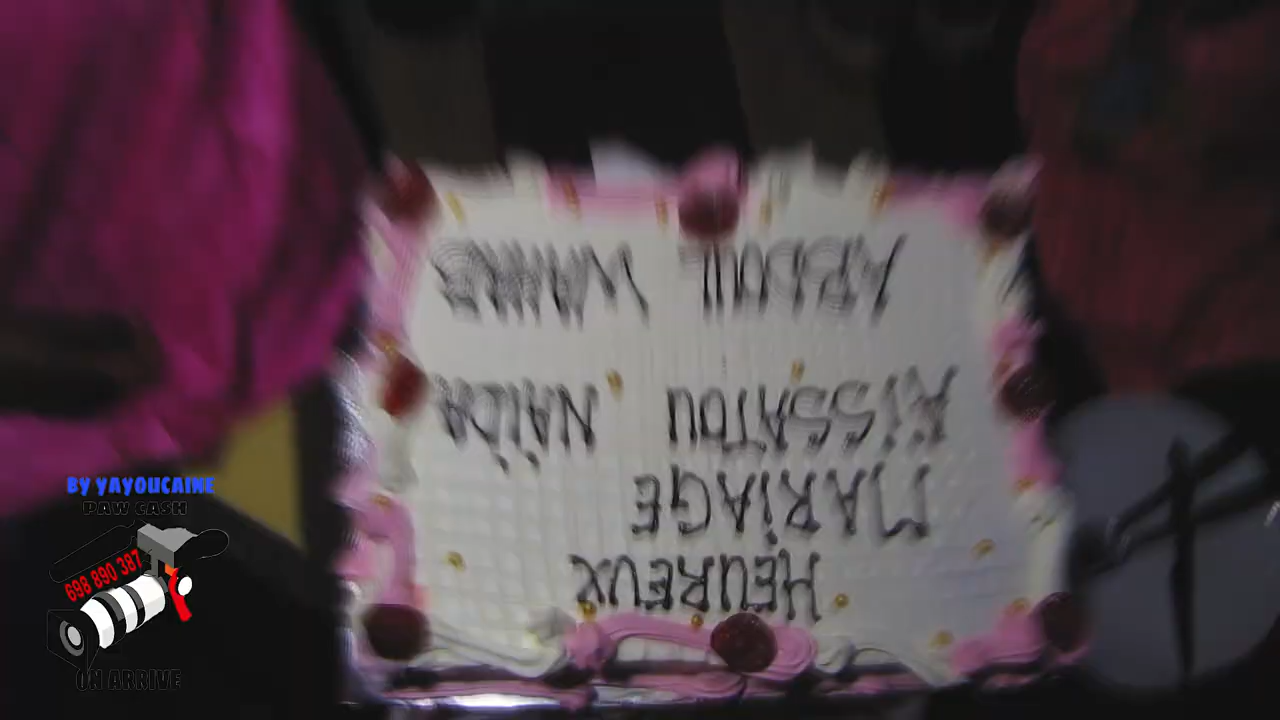 HEUREUX
MARIAGE
AISSATOU NAIDA
ABDOUL
BY YAYOUCAINE
PAW CASH
698 890 387
ON ARRIVE